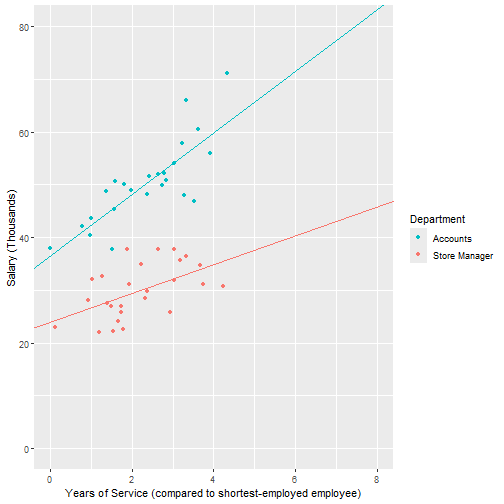 80
60
40
20
0
Salary (Thousands)
0 2 4 6 8
Years of Service (compared to shortest-employed employee)
Department
Accounts
Store Manager